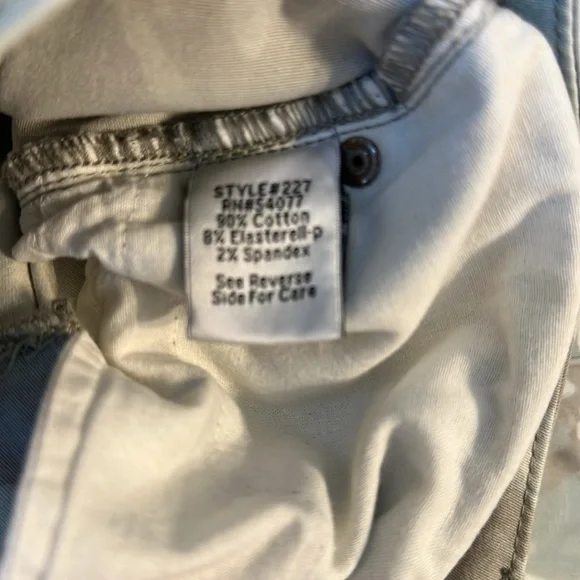 STYLE#227
RN#54077
90% Cotton
8% Elasterell-p
2% Spandex
See Reverse
Side For Care